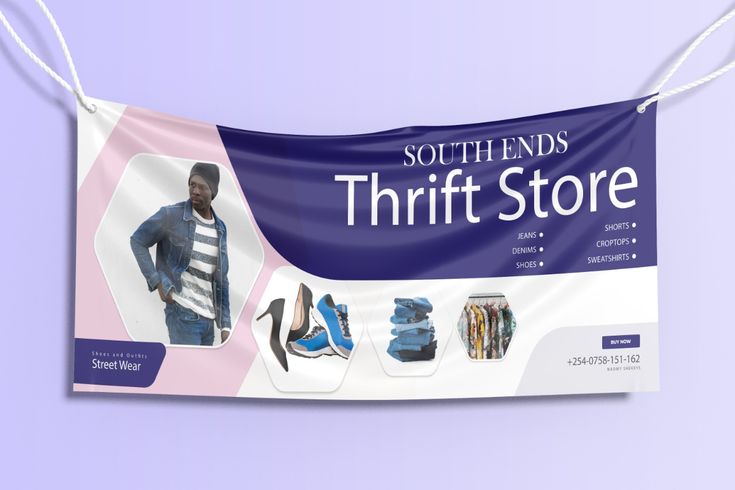 SOUTH ENDS
Thrift Store
JEANS
DENIMS
SHOES
SHORTS
CROPTOPS
SWEATSHIRTS
Shoes and Outfits
Street Wear
BUY NOW
+254-0758-151-162